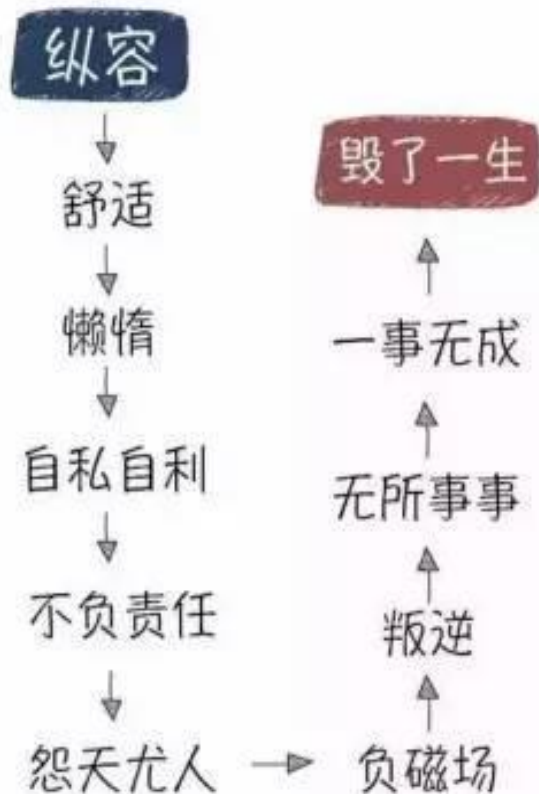 纵容
舒适
懒惰
自私自利
不负责任
怨天尤人
负磁场
叛逆
无所事事
一事无成
毁了一生